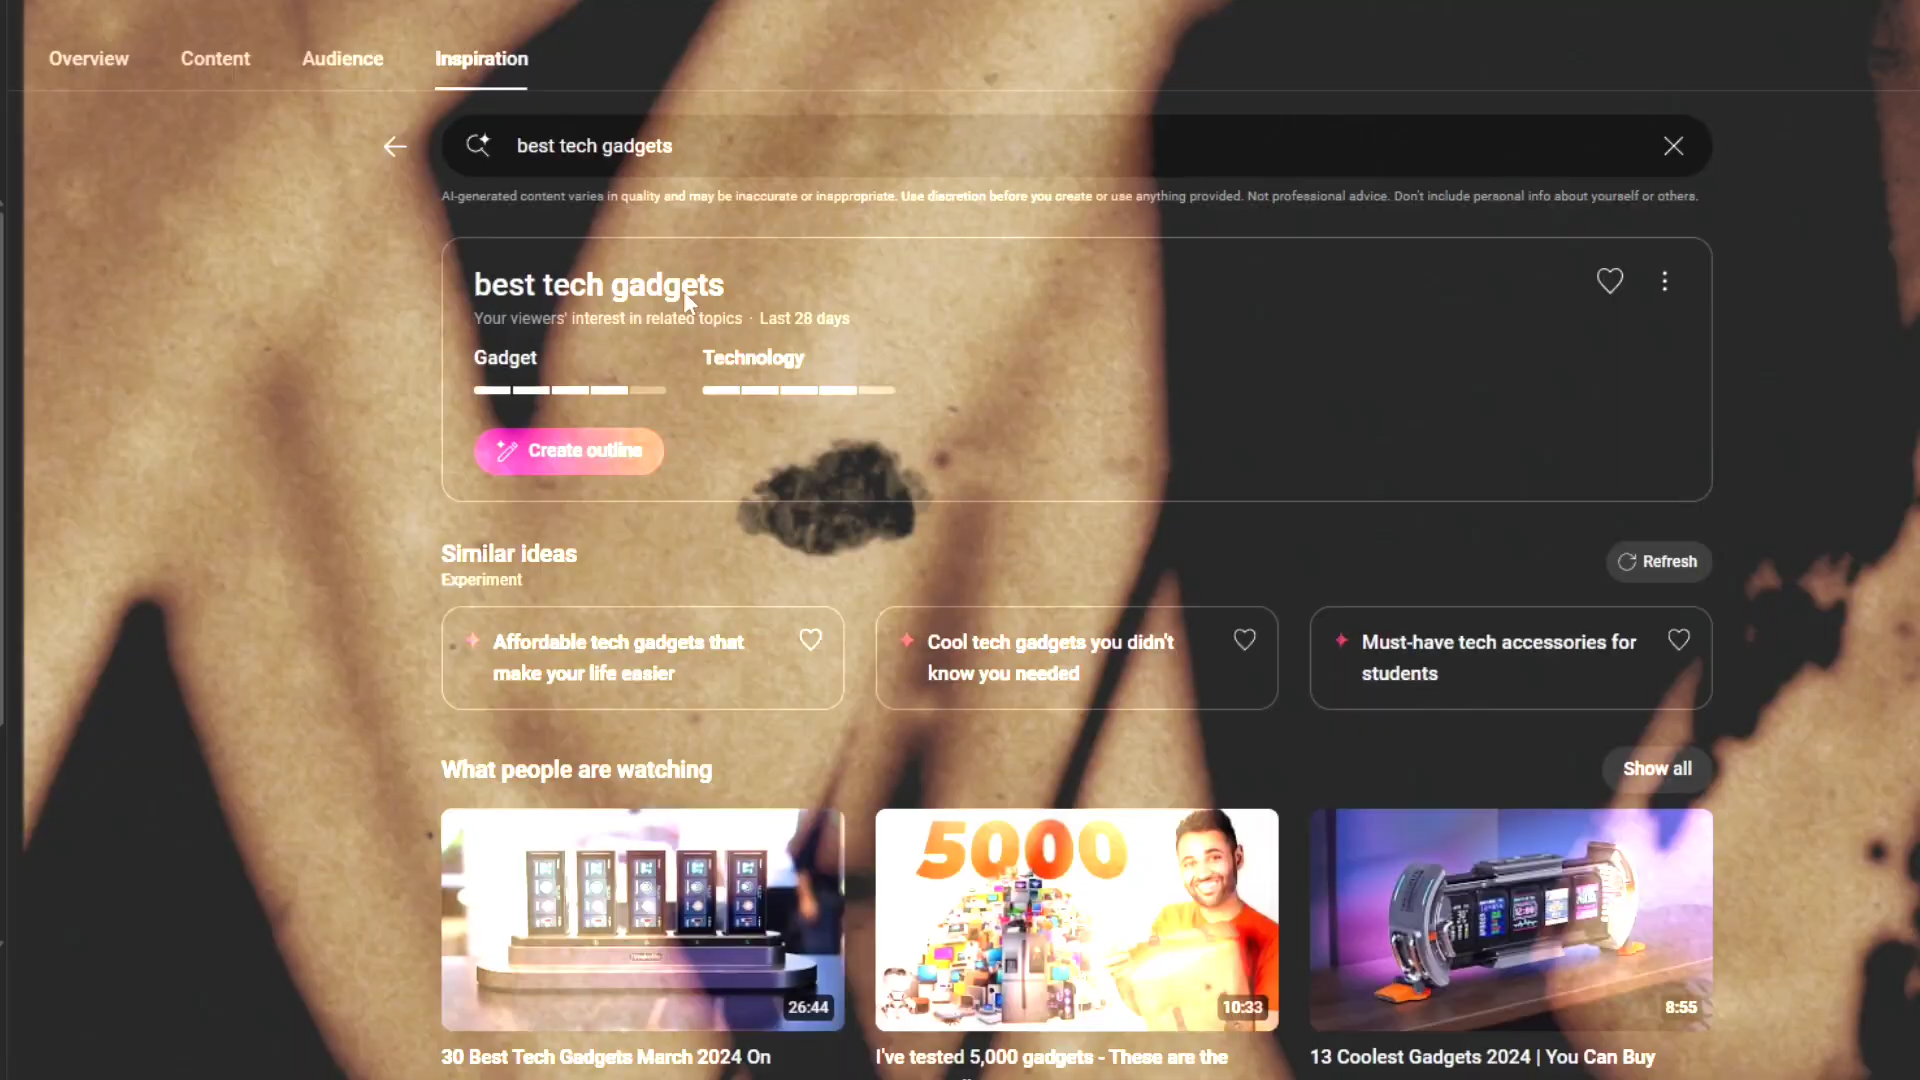 Overview Content Audience Inspiration
best tech gadgets
AI-generated content varies in quality and may be inaccurate or inappropriate. Use discretion before you create or use anything provided. Not professional advice. Don't include personal info about yourself or others.
best tech gadgets
Your viewers' interest in related topics · Last 28 days
Gadget Technology
Create outline
Similar ideas
Experiment
Refresh
Affordable tech gadgets that
make your life easier
Cool tech gadgets you didn't
know you needed
Must-have tech accessories for
students
What people are watching
Show all
5000
26:44
10:33
8:55
30 Best Tech Gadgets March 2024 On
I've tested 5,000 gadgets - These are the
13 Coolest Gadgets 2024 | You Can Buy